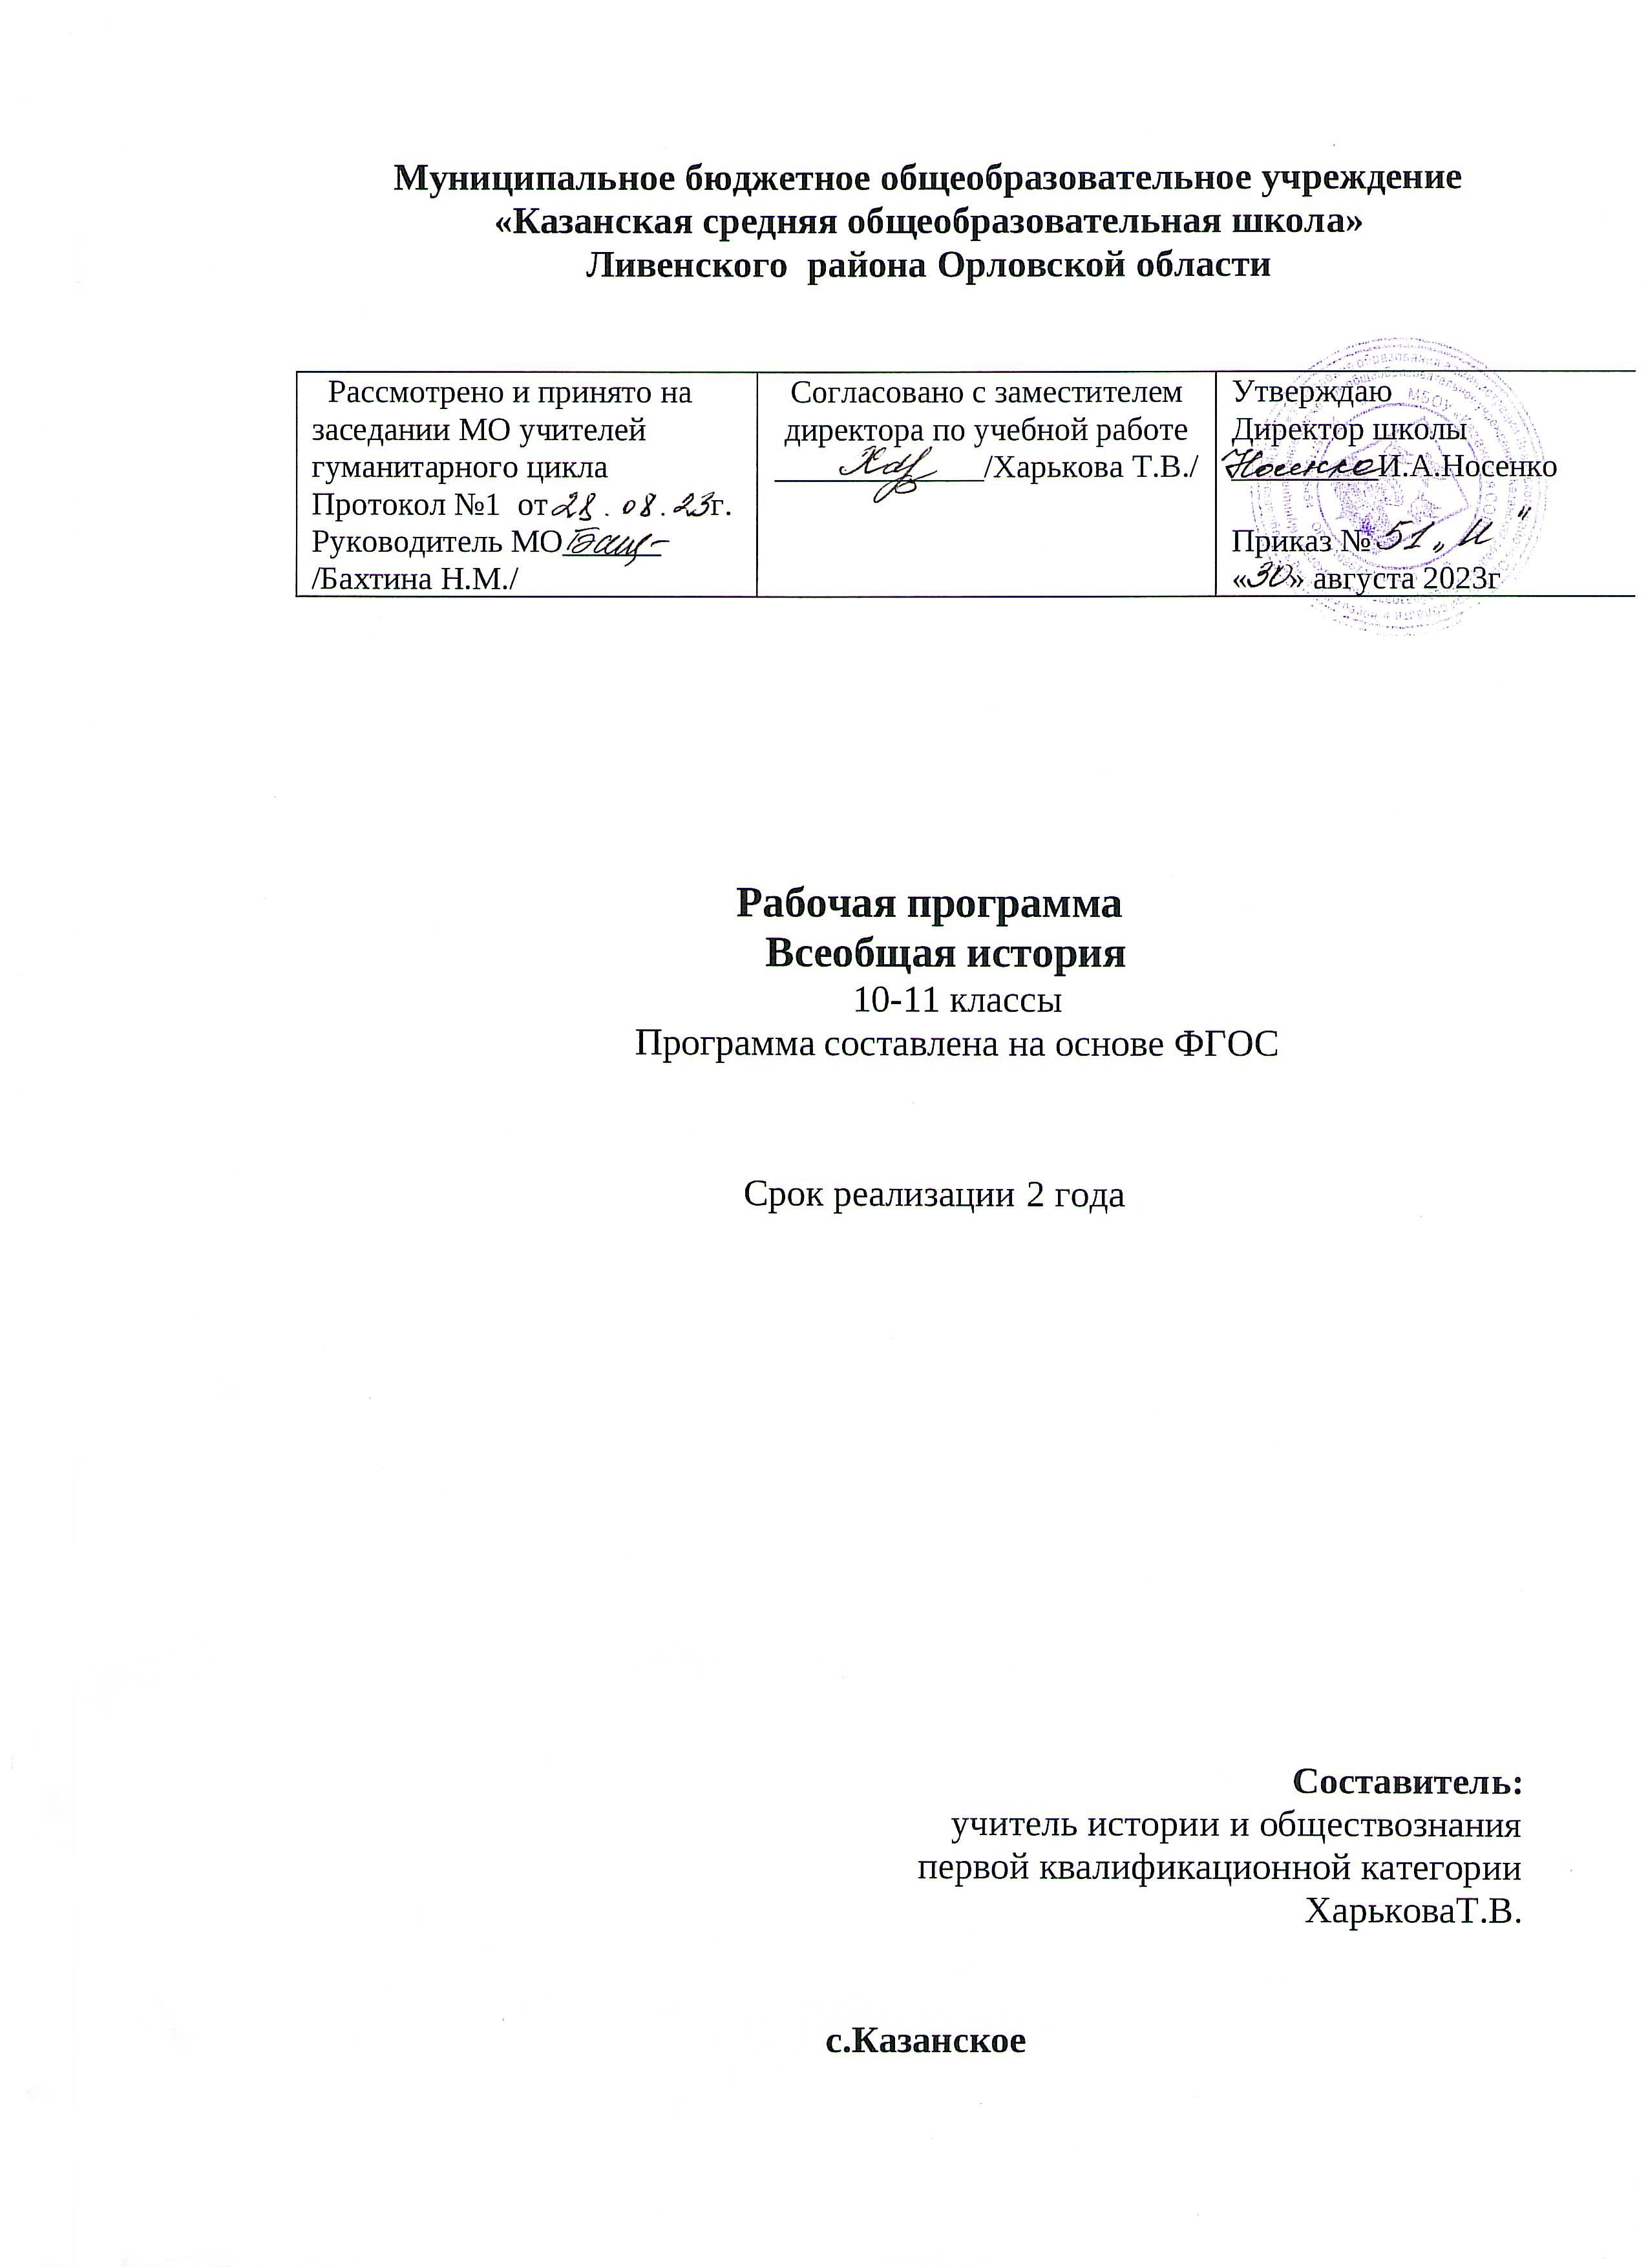 Муниципальное бюджетное общеобразовательное учреждение
«Казанская средняя общеобразовательная школа»
Ливенского района Орловской области
Рассмотрено и принято на
заседании МО учителей
гуманитарного цикла
Протокол №1 от 28.08.23г.
Руководитель МО
/Бахтина Н.М./
Согласовано с заместителем
директора по учебной работе
/Харькова Т.В./
Утверждаю
Директор школы
Носенко И.А.Носенко
Приказ № 51
«30» августа 2023г
Рабочая программа
Всеобщая история
10-11 классы
Программа составлена на основе ФГОС
Срок реализации 2 года
Составитель:
учитель истории и обществознания
первой квалификационной категории
ХарьковаТ.В.
с.Казанское